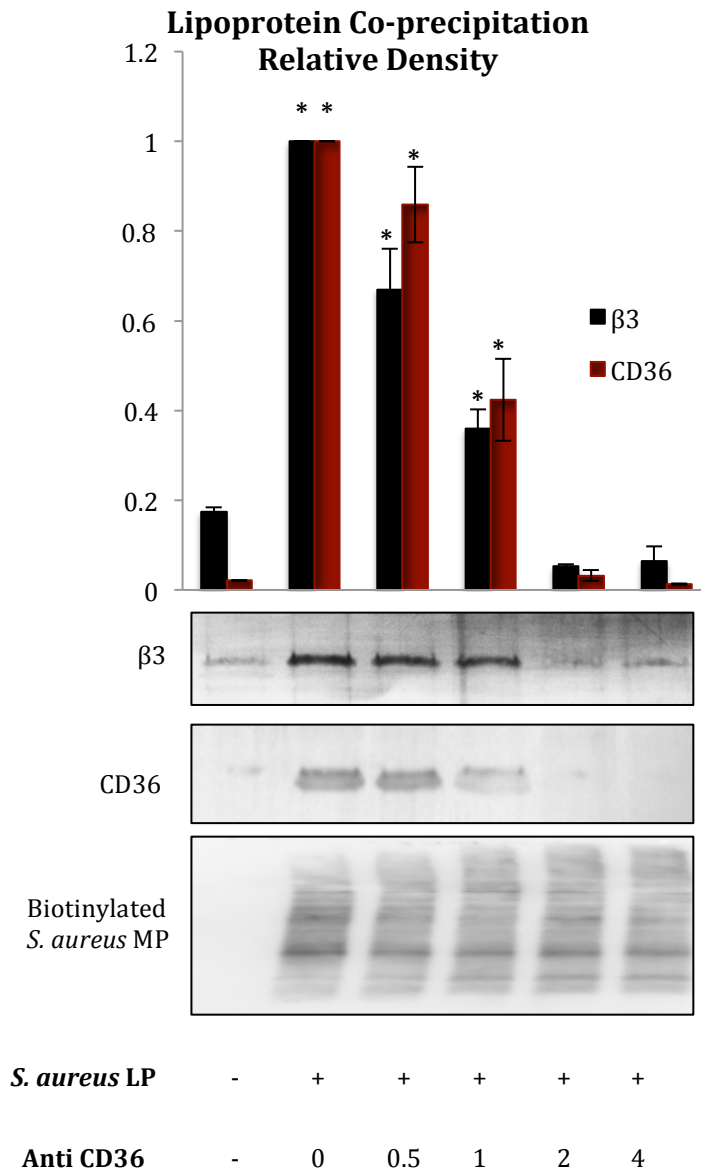 Lipoprotein Co-precipitation
Relative Density
1.2
1
0.8
0.6
0.4
0.2
0
* *
* *
* *
β3
CD36
β3
CD36
Biotinylated
S. aureus MP
S. aureus LP - + + + + +
Anti CD36 - 0 0.5 1 2 4